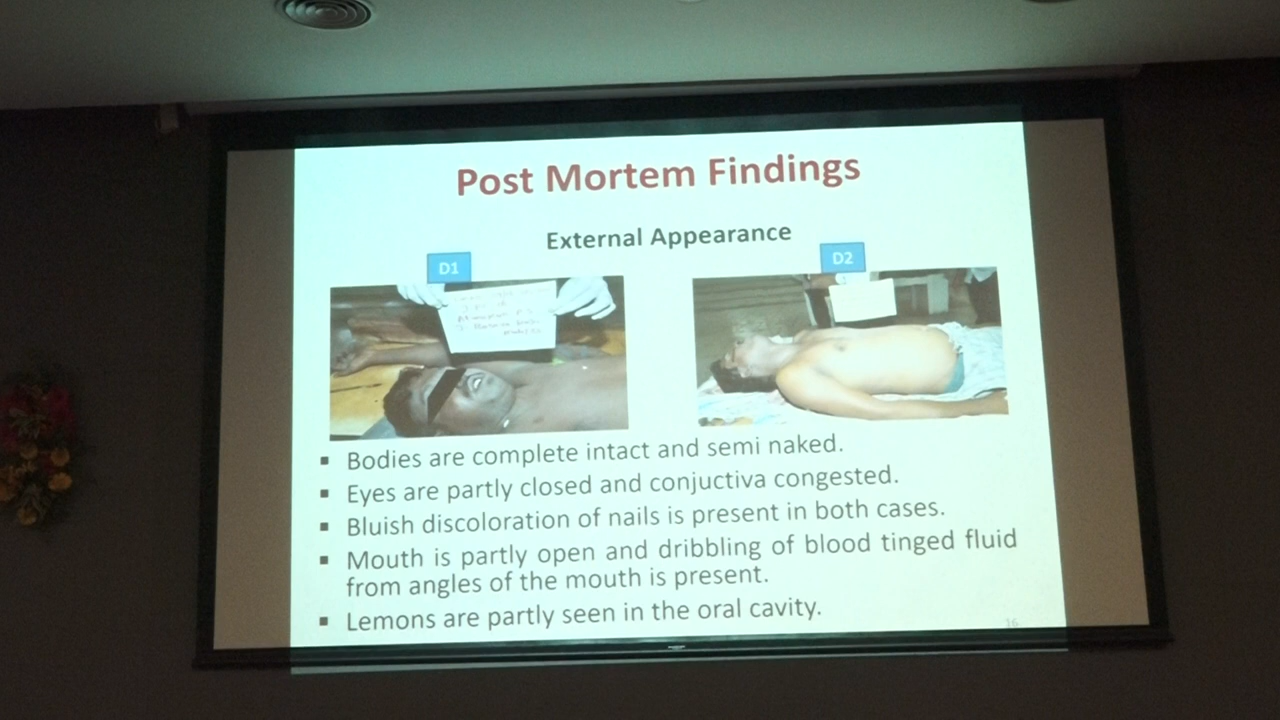 Post Mortem Findings
External Appearance
D1
D2
▪ Bodies are complete intact and semi naked.
▪ Eyes are partly closed and conjuctiva congested.
▪ Bluish discoloration of nails is present in both cases.
▪ Mouth is partly open and dribbling of blood tinged fluid
from angles of the mouth is present.
▪ Lemons are partly seen in the oral cavity.
16